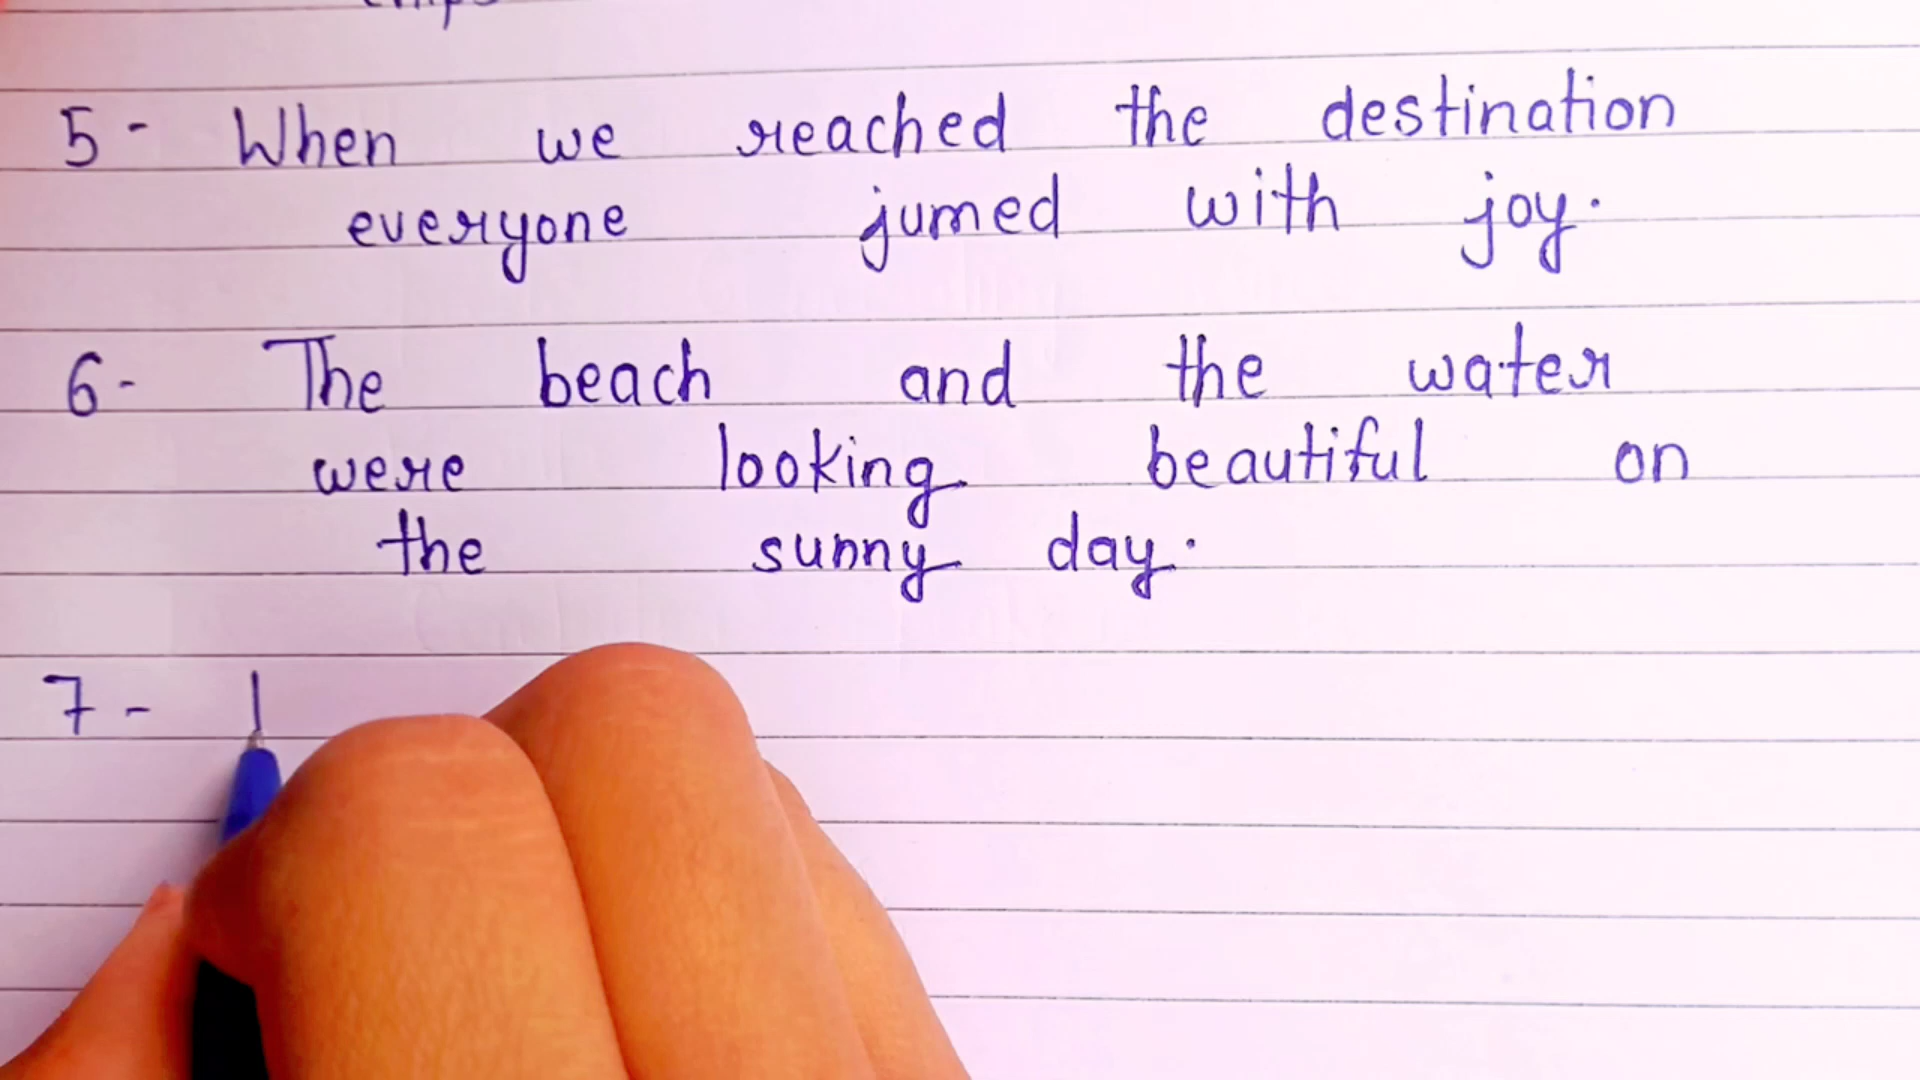 5- When we reached the destination
everyone jumed with joy.
6- The beach and the water
were looking beautiful on
the sunny day.
7-